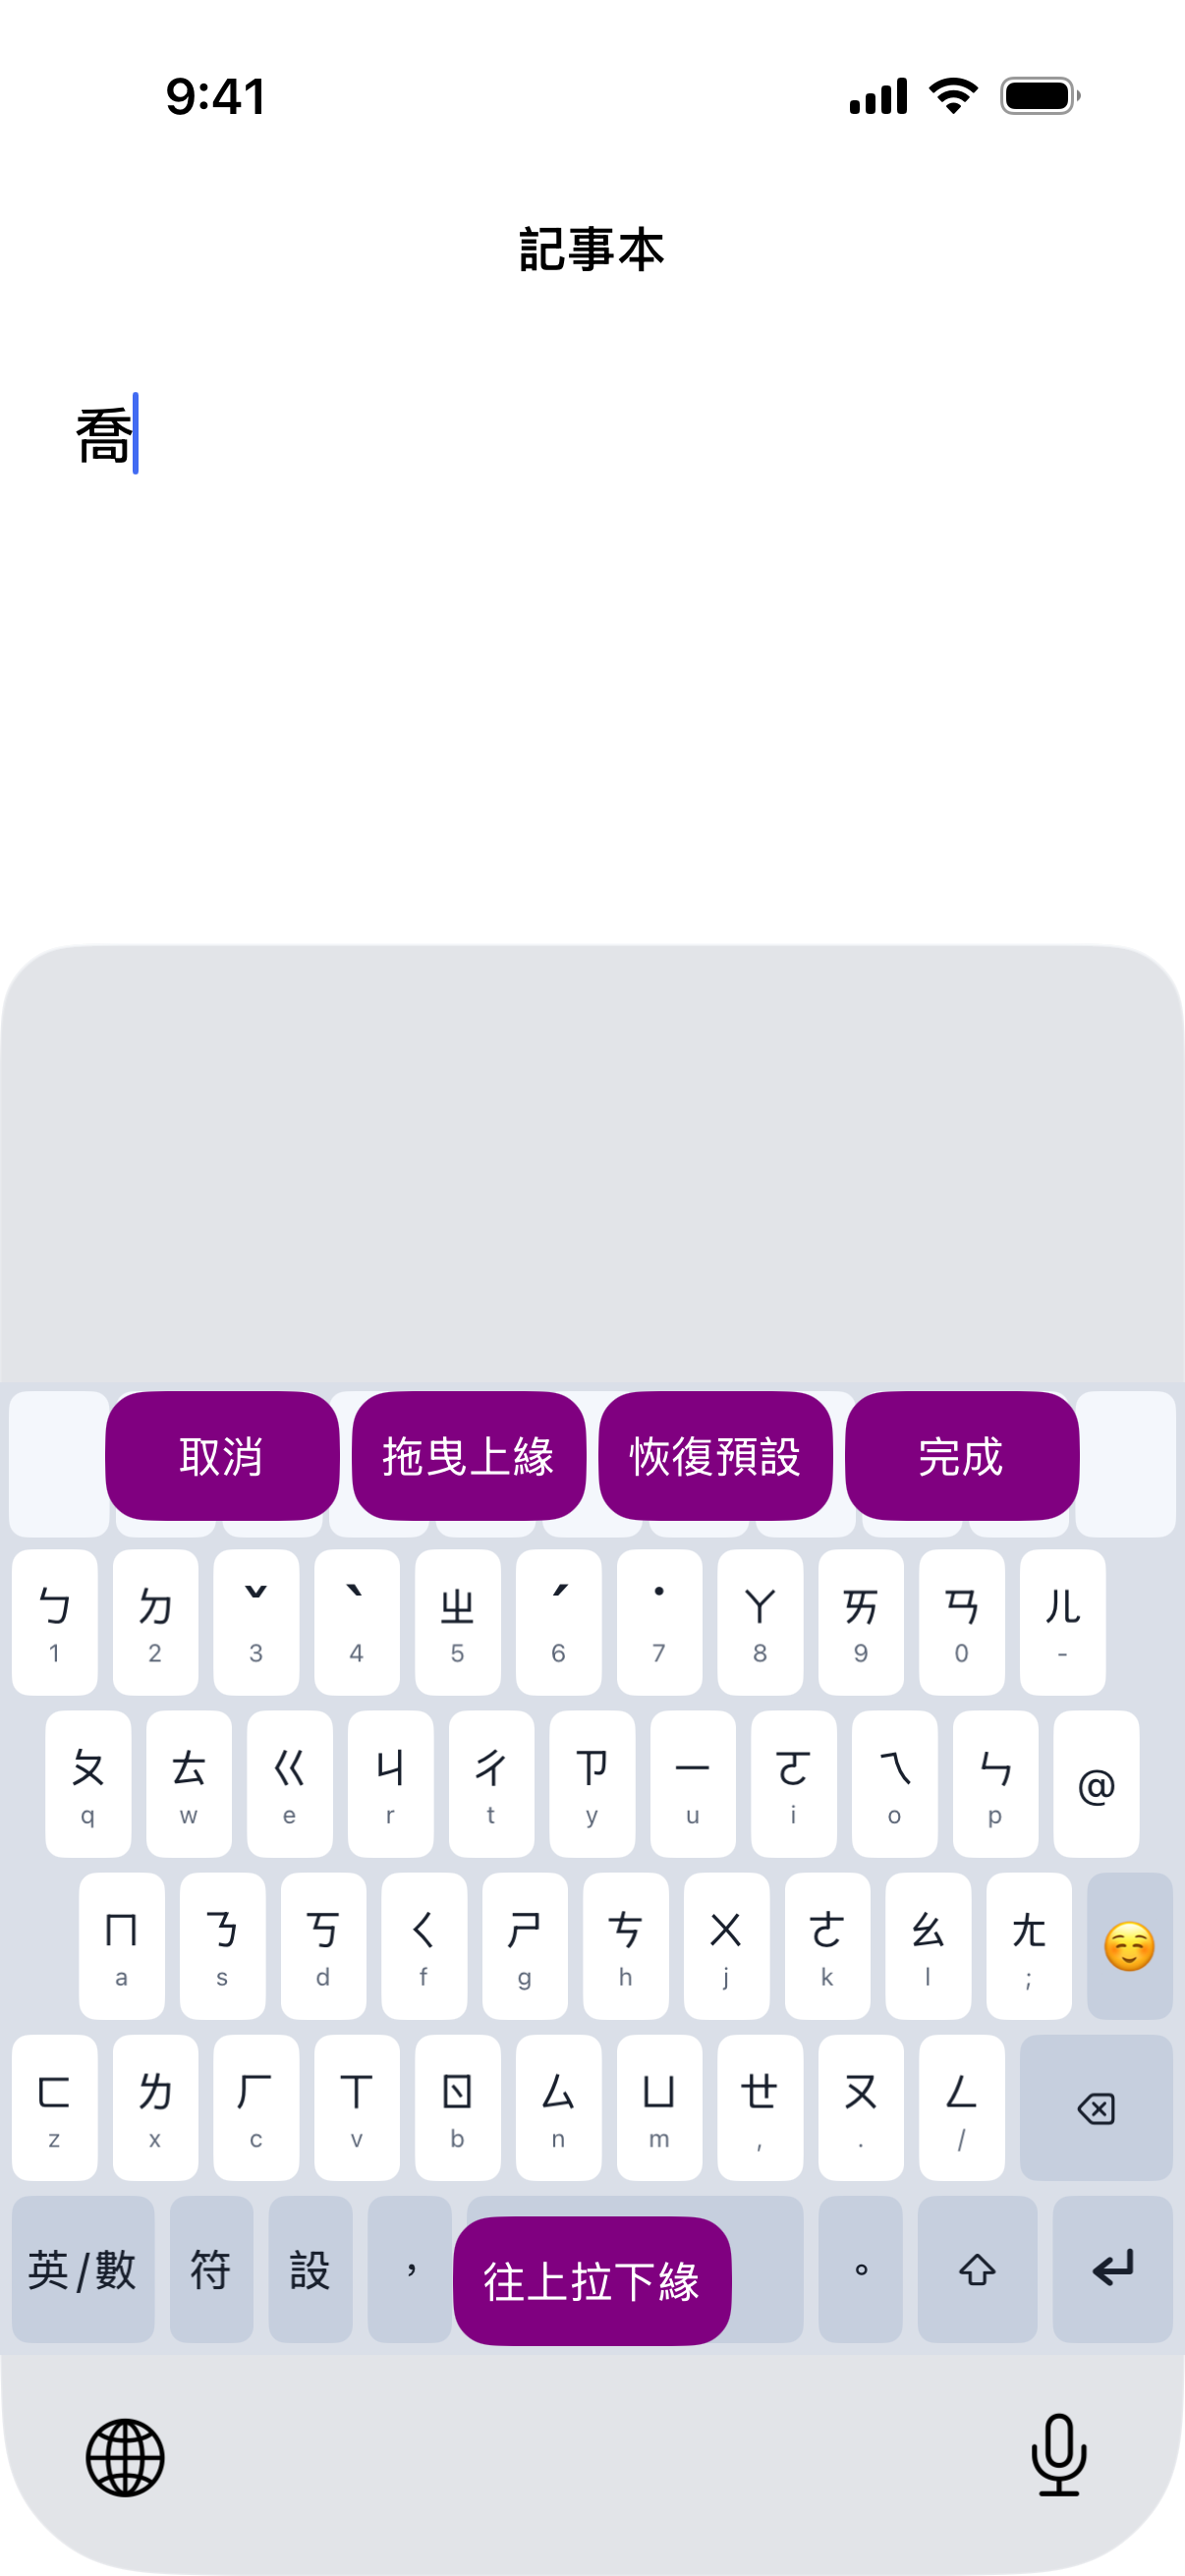 9:41
記事本
喬
取消 拖曳上緣 恢復預設 完成
ㄅ ㄉ ˇ ˋ ㄓ ˊ ˙ ㄚ ㄞ ㄢ ㄦ
1 2 3 4 5 6 7 8 9 0 -
ㄆ ㄊ ㄍ ㄐ ㄔ ㄗ ㄧ ㄛ ㄟ ㄣ @
q w e r t y u i o p
ㄇ ㄋ ㄎ ㄑ ㄕ ㄘ ㄨ ㄜ ㄠ ㄤ
a s d f g h j k l ;
ㄈ ㄌ ㄏ ㄒ ㄖ ㄙ ㄩ ㄝ ㄡ ㄥ
z x c v b n m , . /
英/數 符 設 ， 往上拉下緣 。